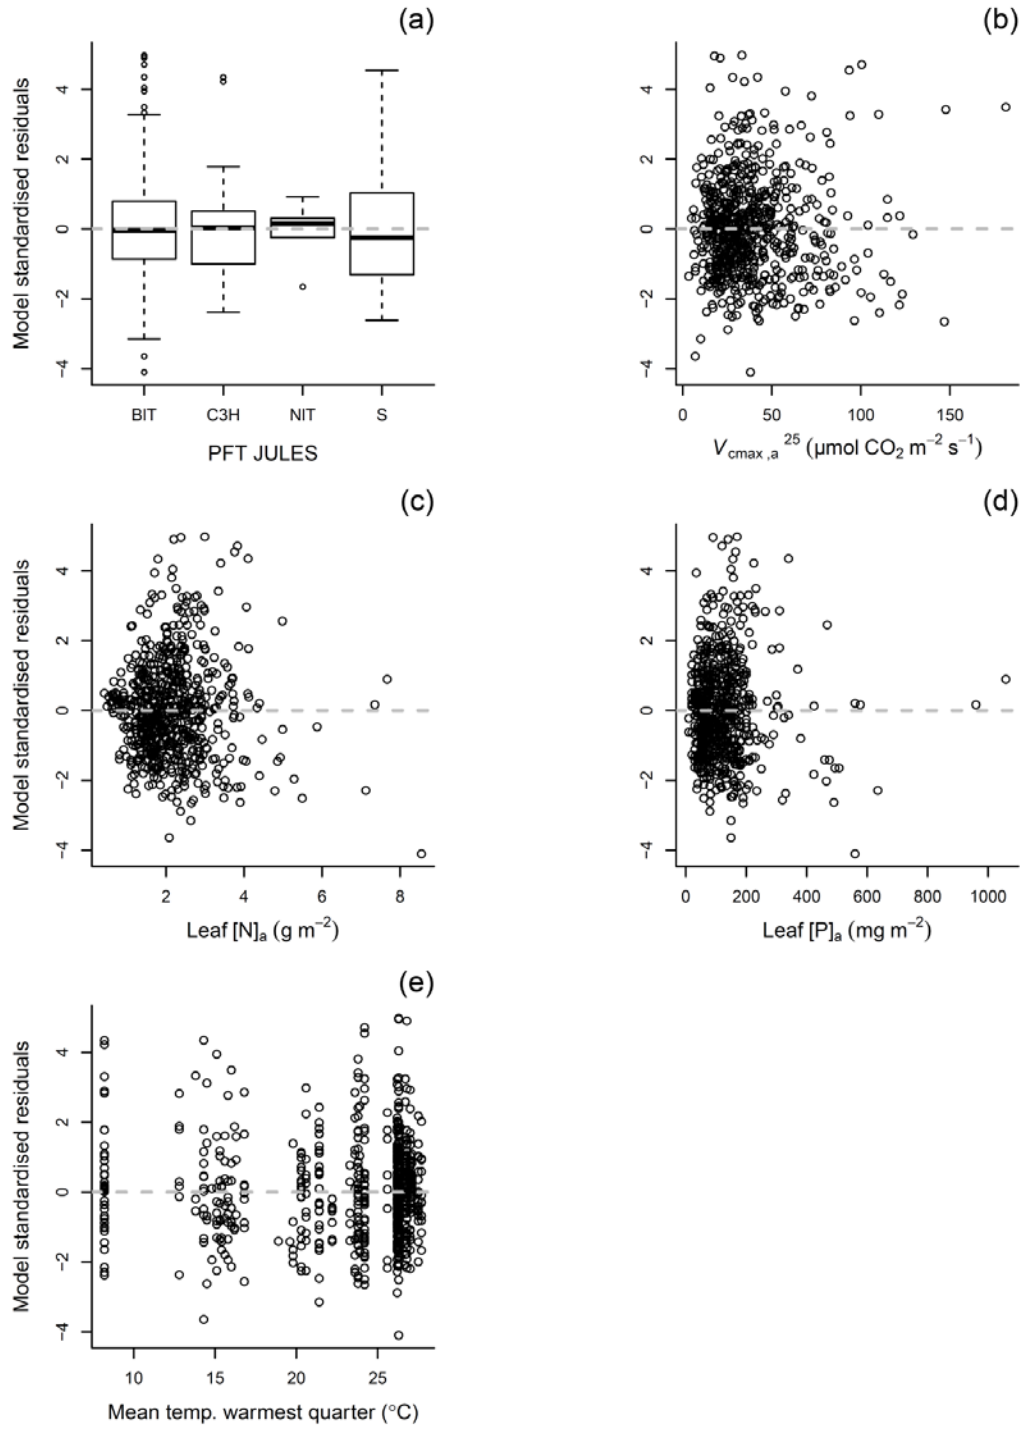 (a)
Model standardised residuals
4
2
0
−2
−4
BlT C3H NlT S
PFT JULES
(b)
4
2
0
−2
−4
0 50 100 150
Vcmax ,a 25 (μmol CO2 m−2 s−1)
(c)
Model standardised residuals
4
2
0
−2
−4
2 4 6 8
Leaf [N]a (g m−2)
(d)
4
2
0
−2
−4
0 200 400 600 800 1000
Leaf [P]a (mg m−2)
(e)
Model standardised residuals
4
2
0
−2
−4
10 15 20 25
Mean temp. warmest quarter (°C)